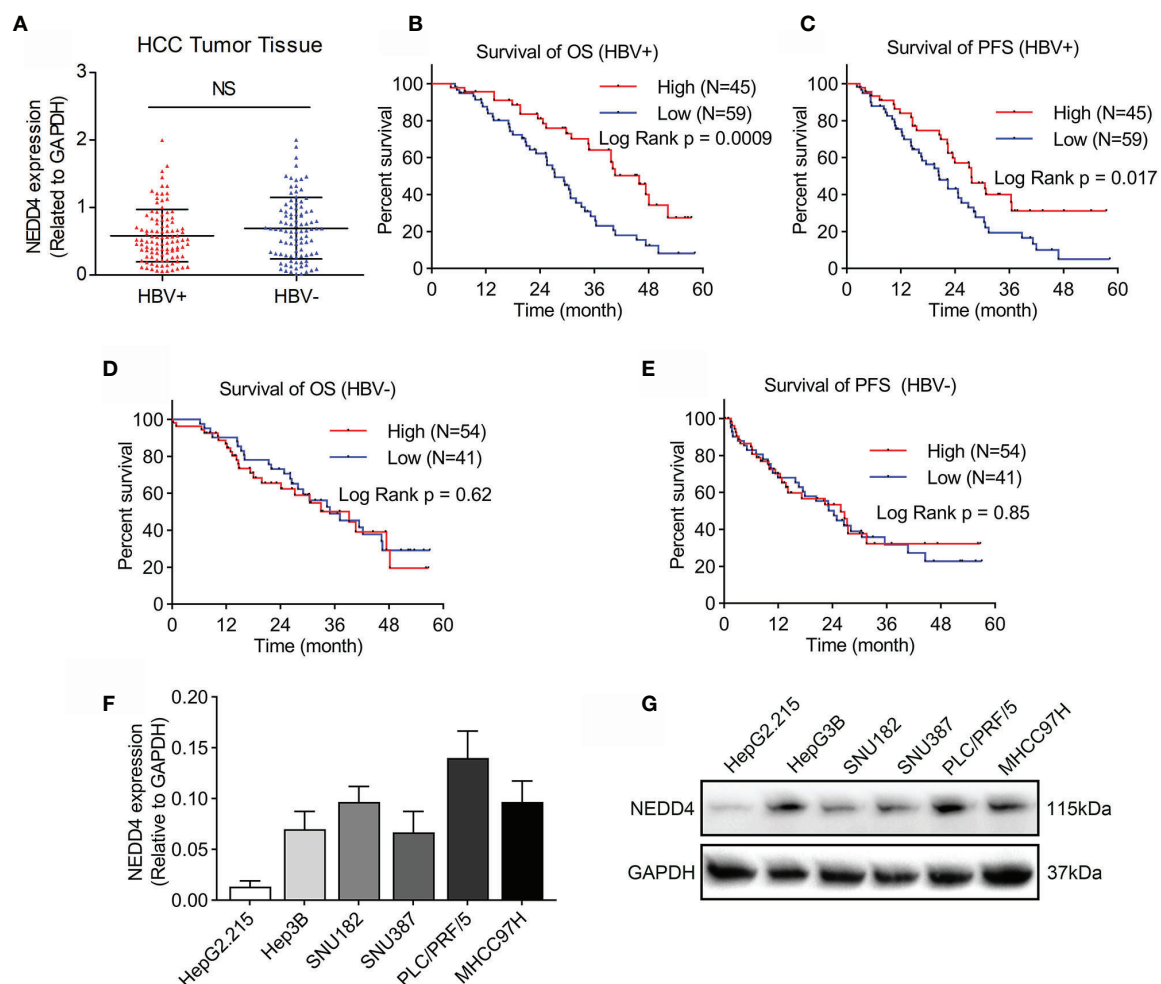 A
HCC Tumor Tissue
NEDD4 expression
(Related to GAPDH)
3
2
1
0
NS
HBV+
HBV-
B
Survival of OS (HBV+)
Percent survival
100
80
60
40
20
0
High (N=45)
Low (N=59)
Log Rank p = 0.0009
0 12 24 36 48 60
Time (month)
C
Survival of PFS (HBV+)
Percent survival
100
80
60
40
20
0
High (N=45)
Low (N=59)
Log Rank p = 0.017
0 12 24 36 48 60
Time (month)
D
Survival of OS (HBV-)
Percent survival
100
80
60
40
20
0
High (N=54)
Low (N=41)
Log Rank p = 0.62
0 12 24 36 48 60
Time (month)
E
Survival of PFS (HBV-)
Percent survival
100
80
60
40
20
0
High (N=54)
Low (N=41)
Log Rank p = 0.85
0 12 24 36 48 60
Time (month)
F
NEDD4 expression
(Relative to GAPDH)
0.20
0.15
0.10
0.05
0.00
HepG2.215
Hep3B
SNU182
SNU387
PLC/PRF/5
MHCC97H
G
HepG2.215
HepG3B
SNU182
SNU387
PLC/PRF/5
MHCC97H
NEDD4
115kDa
GAPDH
37kDa